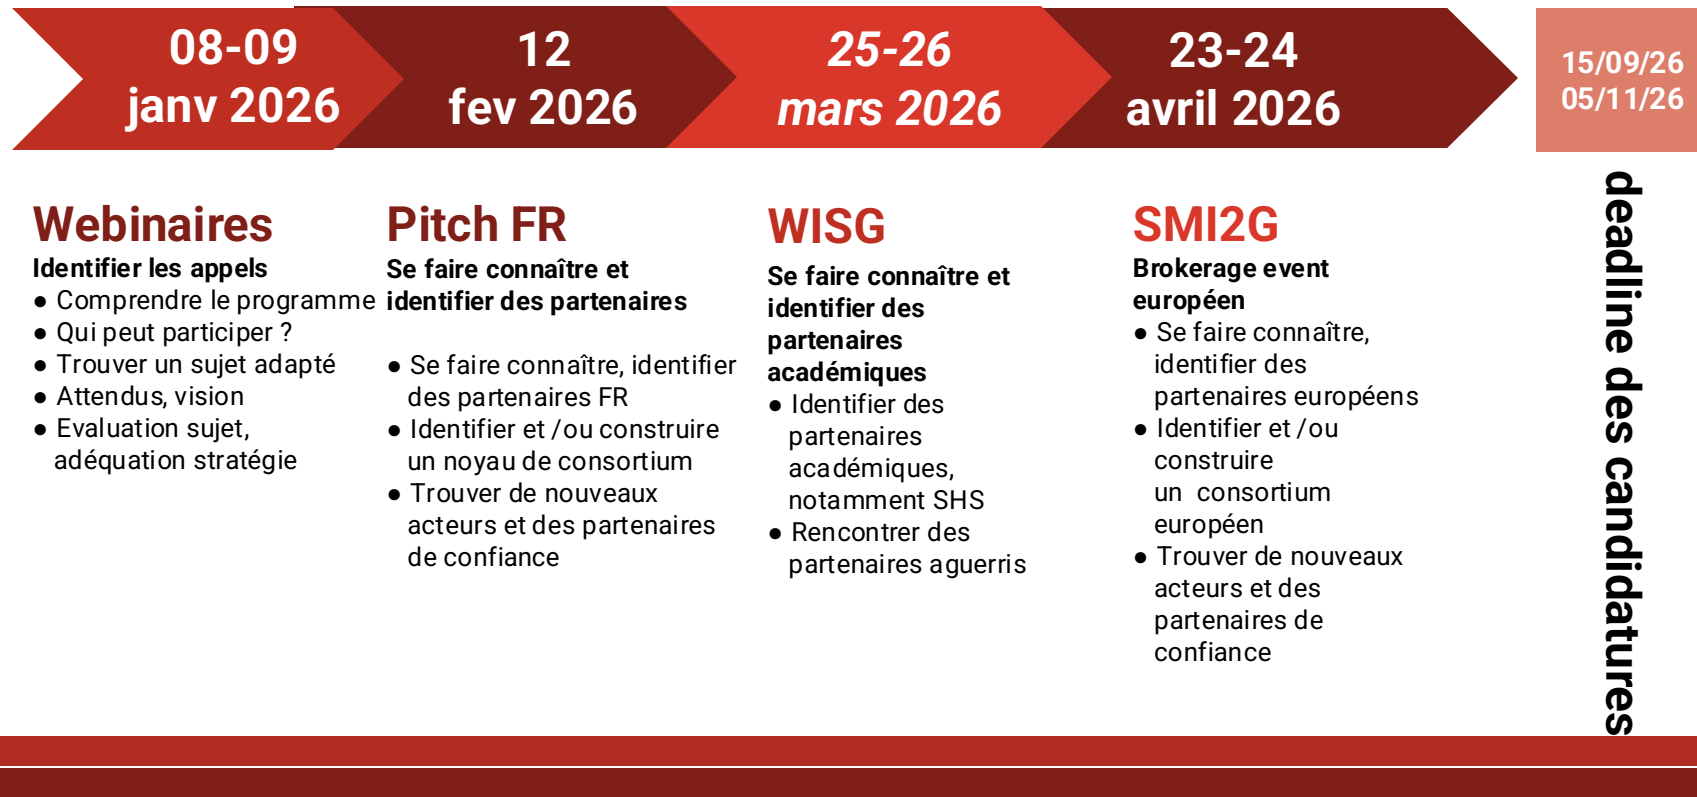 08-09
janv 2026
12
fev 2026
25-26
mars 2026
23-24
avril 2026
15/09/26
05/11/26
Webinaires
Identifier les appels
● Comprendre le programme
● Qui peut participer ?
● Trouver un sujet adapté
● Attendus, vision
● Evaluation sujet,
adéquation stratégie
Pitch FR
Se faire connaître et
identifier des partenaires
● Se faire connaître, identifier
des partenaires FR
● Identifier et /ou construire
un noyau de consortium
● Trouver de nouveaux
acteurs et des partenaires
de confiance
WISG
Se faire connaître et
identifier des
partenaires
académiques
● Identifier des
partenaires
académiques,
notamment SHS
● Rencontrer des
partenaires aguerris
SMI2G
Brokerage event
européen
● Se faire connaître,
identifier des
partenaires européens
● Identifier et /ou
construire
un consortium
européen
● Trouver de nouveaux
acteurs et des
partenaires de
confiance
deadline des candidatures